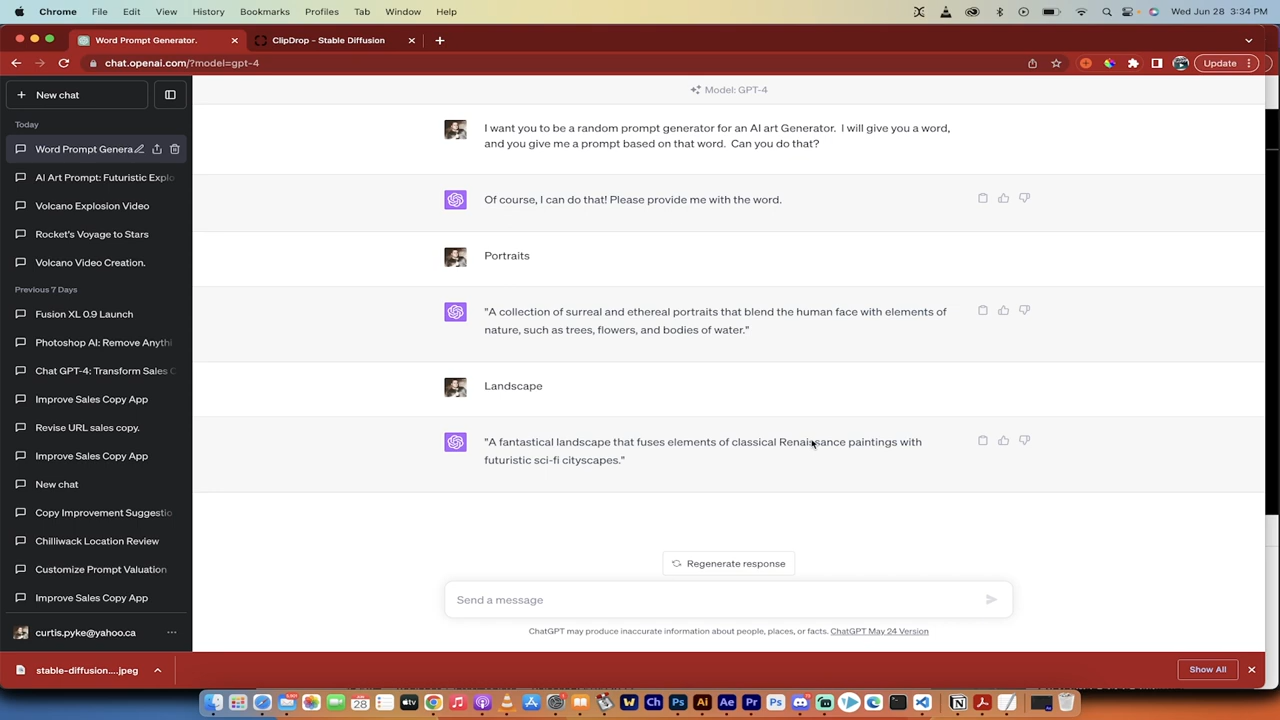 Chrome File Edit View History Bookmarks Profiles Tab Window Help Wed Jun 28 3:34 PM
Word Prompt Generator. ClipDrop - Stable Diffusion
chat.openai.com/?model=gpt-4 Update
New chat
Today
Word Prompt Genera
AI Art Prompt: Futuristic Explo
Volcano Explosion Video
Rocket's Voyage to Stars
Volcano Video Creation.
Previous 7 Days
Fusion XL 0.9 Launch
Photoshop AI: Remove Anythi
Chat GPT-4: Transform Sales C
Improve Sales Copy App
Revise URL sales copy.
Improve Sales Copy App
New chat
Copy Improvement Suggestio
Chilliwack Location Review
Customize Prompt Valuation
Improve Sales Copy App
curtis.pyke@yahoo.ca
Model: GPT-4
I want you to be a random prompt generator for an AI art Generator. I will give you a word,
and you give me a prompt based on that word. Can you do that?
Of course, I can do that! Please provide me with the word.
Portraits
"A collection of surreal and ethereal portraits that blend the human face with elements of
nature, such as trees, flowers, and bodies of water."
Landscape
"A fantastical landscape that fuses elements of classical Renaissance paintings with
futuristic sci-fi cityscapes."
Regenerate response
Send a message
ChatGPT may produce inaccurate information about people, places, or facts. ChatGPT May 24 Version
stable-diffusion....jpeg Show All